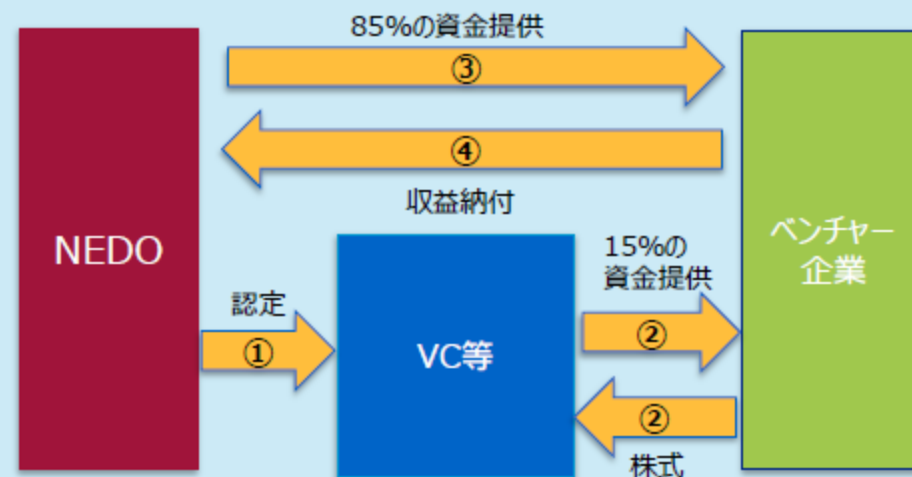 85%の資金提供
③
④
収益納付
NEDO
認定
①
VC等
15%の
資金提供
②
②
株式
ベンチャー
企業